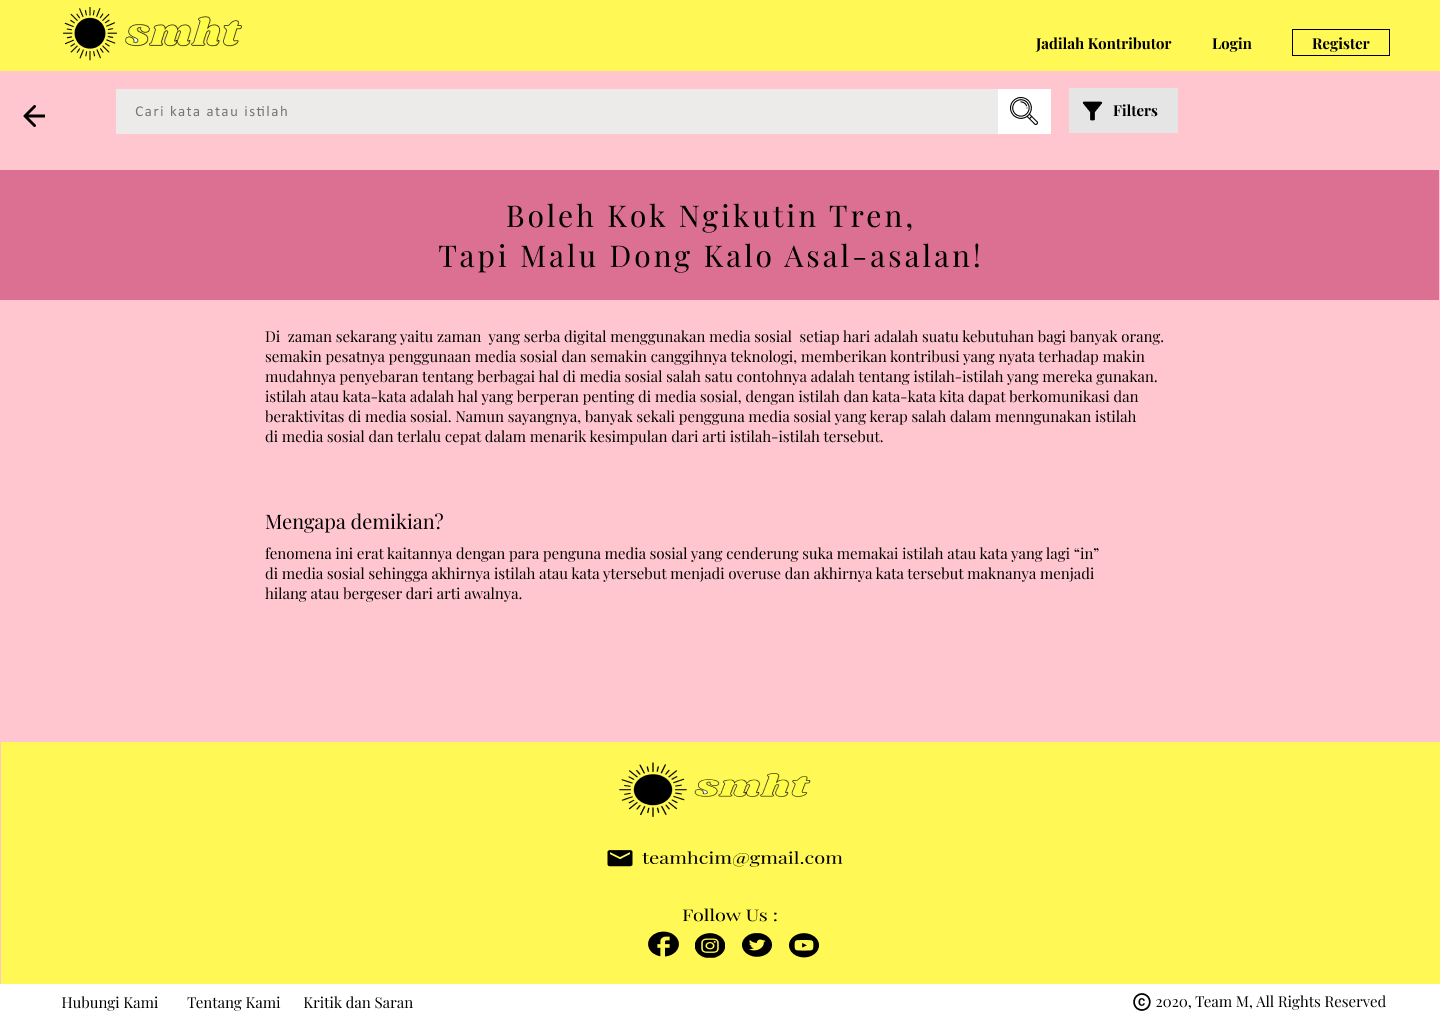 smht
Jadilah Kontributor Login Register
Cari kata atau istilah
Filters
Boleh Kok Ngikutin Tren,
Tapi Malu Dong Kalo Asal-asalan!
Di zaman sekarang yaitu zaman yang serba digital menggunakan media sosial setiap hari adalah suatu kebutuhan bagi banyak orang.
semakin pesatnya penggunaan media sosial dan semakin canggihnya teknologi, memberikan kontribusi yang nyata terhadap makin
mudahnya penyebaran tentang berbagai hal di media sosial salah satu contohnya adalah tentang istilah-istilah yang mereka gunakan.
istilah atau kata-kata adalah hal yang berperan penting di media sosial, dengan istilah dan kata-kata kita dapat berkomunikasi dan
beraktivitas di media sosial. Namun sayangnya, banyak sekali pengguna media sosial yang kerap salah dalam menngunakan istilah
di media sosial dan terlalu cepat dalam menarik kesimpulan dari arti istilah-istilah tersebut.
Mengapa demikian?
fenomena ini erat kaitannya dengan para penguna media sosial yang cenderung suka memakai istilah atau kata yang lagi “in”
di media sosial sehingga akhirnya istilah atau kata ytersebut menjadi overuse dan akhirnya kata tersebut maknanya menjadi
hilang atau bergeser dari arti awalnya.
smht
teamhcim@gmail.com
Follow Us :
Hubungi Kami Tentang Kami Kritik dan Saran
© 2020, Team M, All Rights Reserved